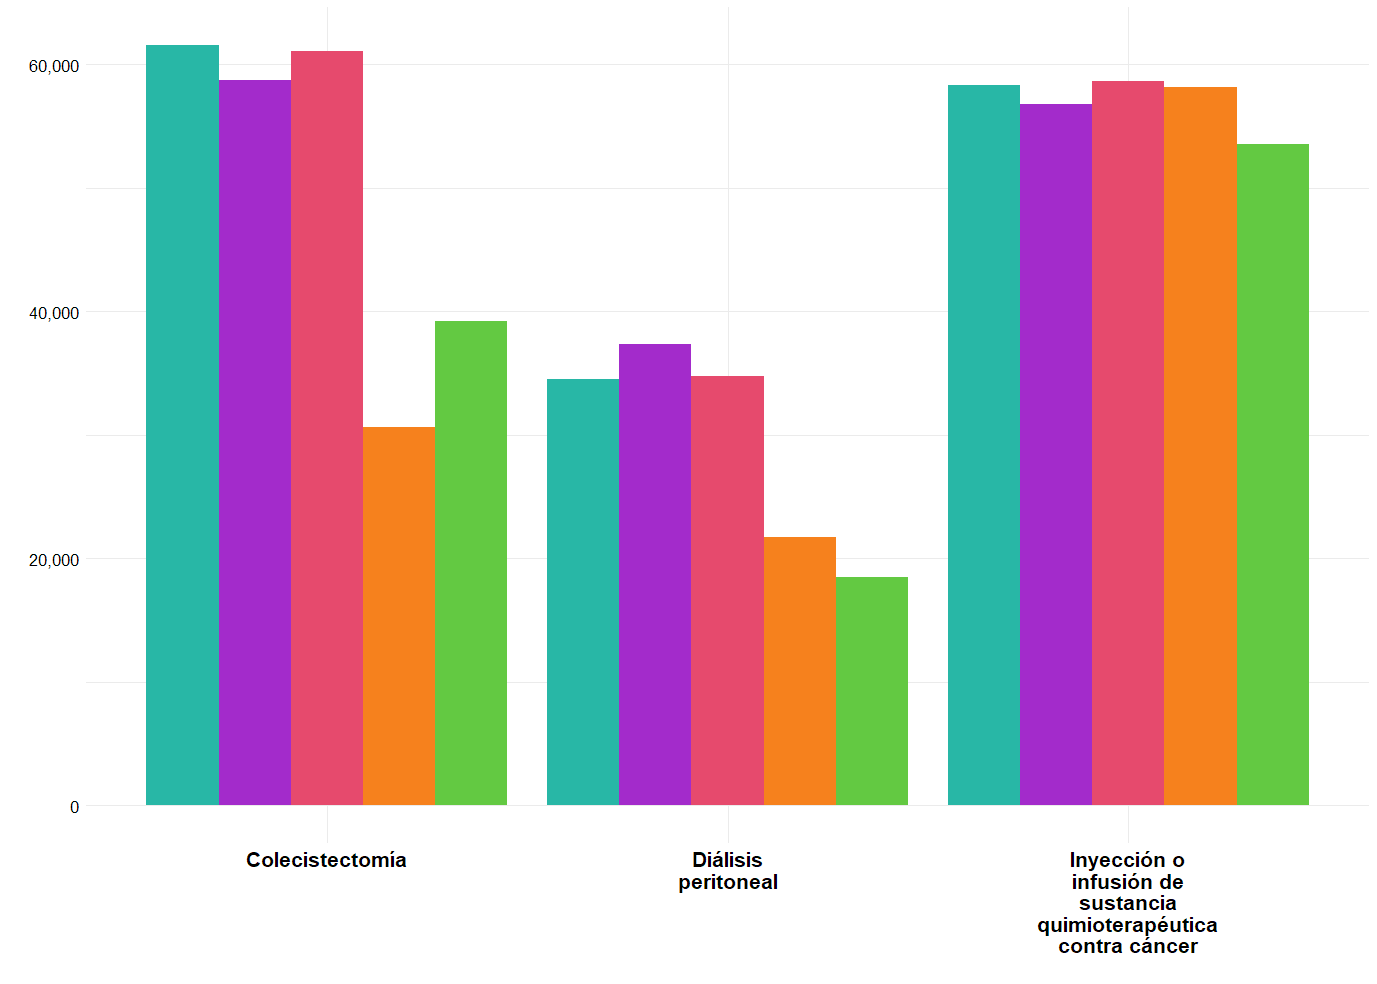 60,000
40,000
20,000
0
Colecistectomía
Diálisis
peritoneal
Inyección o
infusión de
sustancia
quimioterapéutica
contra cáncer